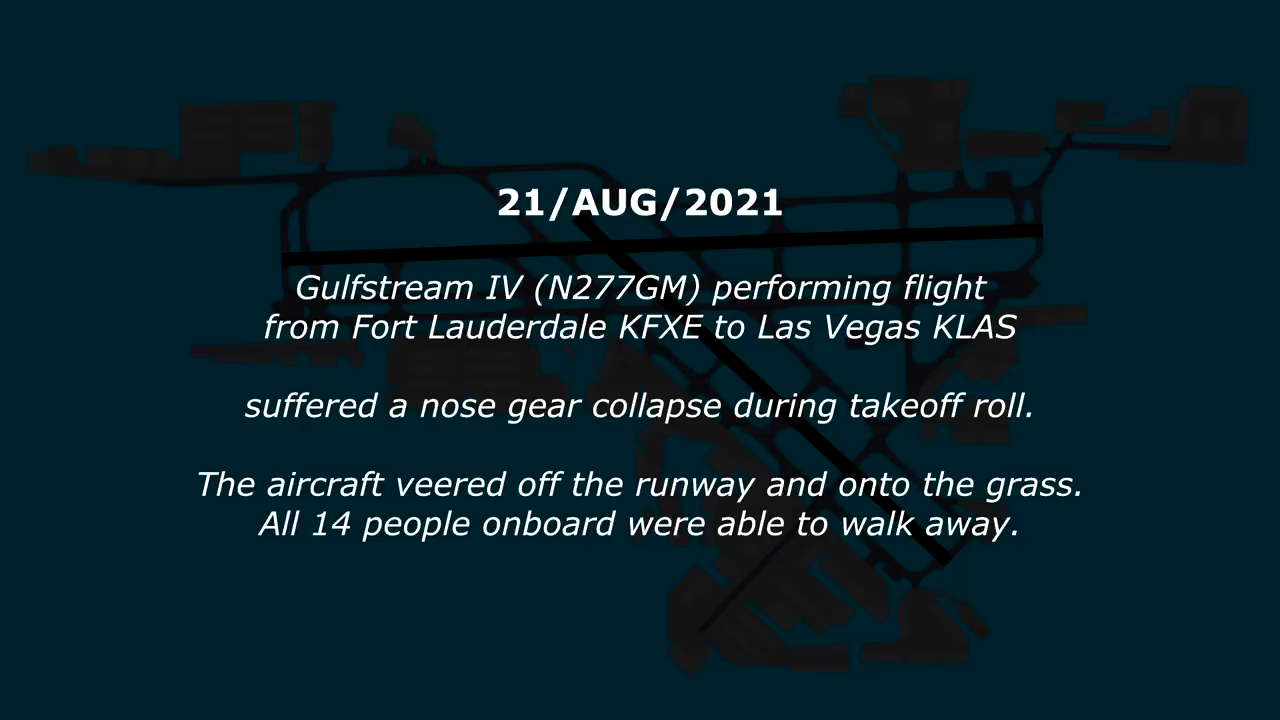 21/AUG/2021
Gulfstream IV (N277GM) performing flight
from Fort Lauderdale KFXE to Las Vegas KLAS
suffered a nose gear collapse during takeoff roll.
The aircraft veered off the runway and onto the grass.
All 14 people onboard were able to walk away.